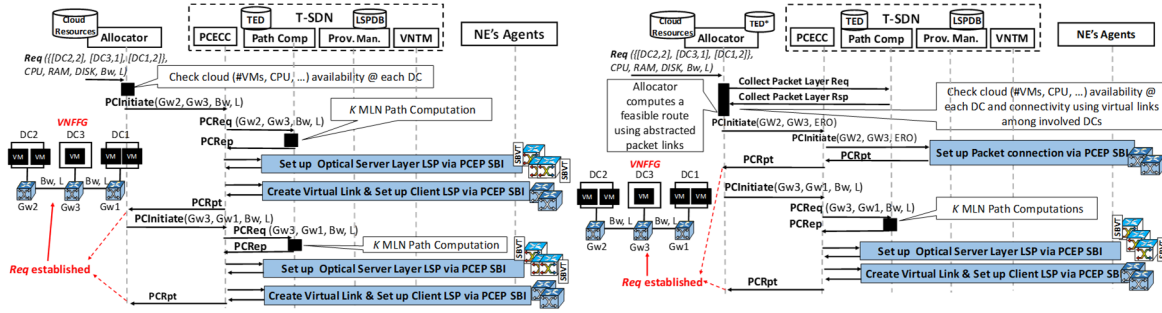 Cloud
Resources
Allocator
T-SDN
TED
LSPDB
PCECC
Path Comp
Prov. Man.
VNTM
NE's Agents
Req ({[DC2,2], [DC3,1], [DC1,2]},
CPU, RAM, DISK, Bw, L)
Check cloud (#VMs, CPU, ...) availability @ each DC
PCInitiate(Gw2, Gw3, Bw, L)
PCReq (Gw2, Gw3, Bw, L)
PCRep
K MLN Path Computation
VNFFG
DC2
DC3
DC1
VM VM
VM
VM VM
Bw, L
Bw, L
Gw2
Gw3
Gw1
Set up Optical Server Layer LSP via PCEP SBI
SBVT
SBVT
Create Virtual Link & Set up Client LSP via PCEP SBI
PCRpt
PCInitiate(Gw3, Gw1, Bw, L)
PCReq (Gw3, Gw1, Bw, L)
PCRep
K MLN Path Computation
Req established
Set up Optical Server Layer LSP via PCEP SBI
SBVT
SBVT
Create Virtual Link & Set up Client LSP via PCEP SBI
PCRpt
Cloud
Resources
TED*
Allocator
T-SDN
TED
LSPDB
PCECC
Path Comp
Prov. Man.
VNTM
NE's Agents
Req ({[DC2,2], [DC3,1], [DC1,2]},
CPU, RAM, DISK, Bw, L)
Collect Packet Layer Req
Collect Packet Layer Rsp
Allocator
computes a
feasible route
using abstracted
packet links
Check cloud (#VMs, CPU, ...) availability @
each DC and connectivity using virtual links
among involved DCs
PCInitiate(GW2, GW3, ERO)
PCInitiate(GW2, GW3, ERO)
PCRpt
PCRpt
Set up Packet connection via PCEP SBI
VNFFG
DC2
DC3
DC1
VM VM
VM
VM VM
Bw, L
Bw, L
Gw2
Gw3
Gw1
PCInitiate(Gw3, Gw1, Bw, L)
PCReq (Gw3, Gw1, Bw, L)
PCRep
K MLN Path Computations
Req established
Set up Optical Server Layer LSP via PCEP SBI
SBVT
SBVT
Create Virtual Link & Set up Client LSP via PCEP SBI
PCRpt